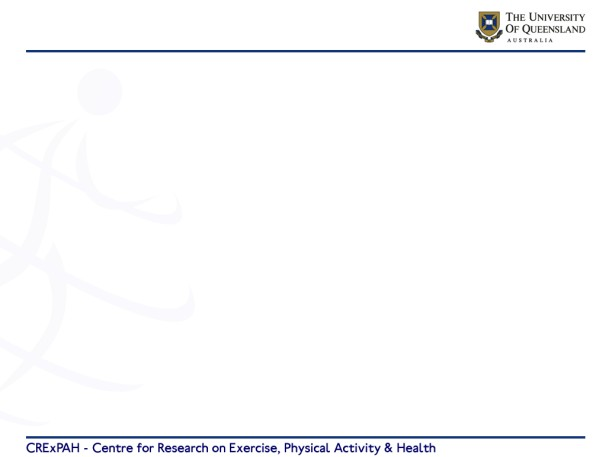 THE UNIVERSITY
OF QUEENSLAND
AUSTRALIA
CRExPAH - Centre for Research on Exercise, Physical Activity & Health